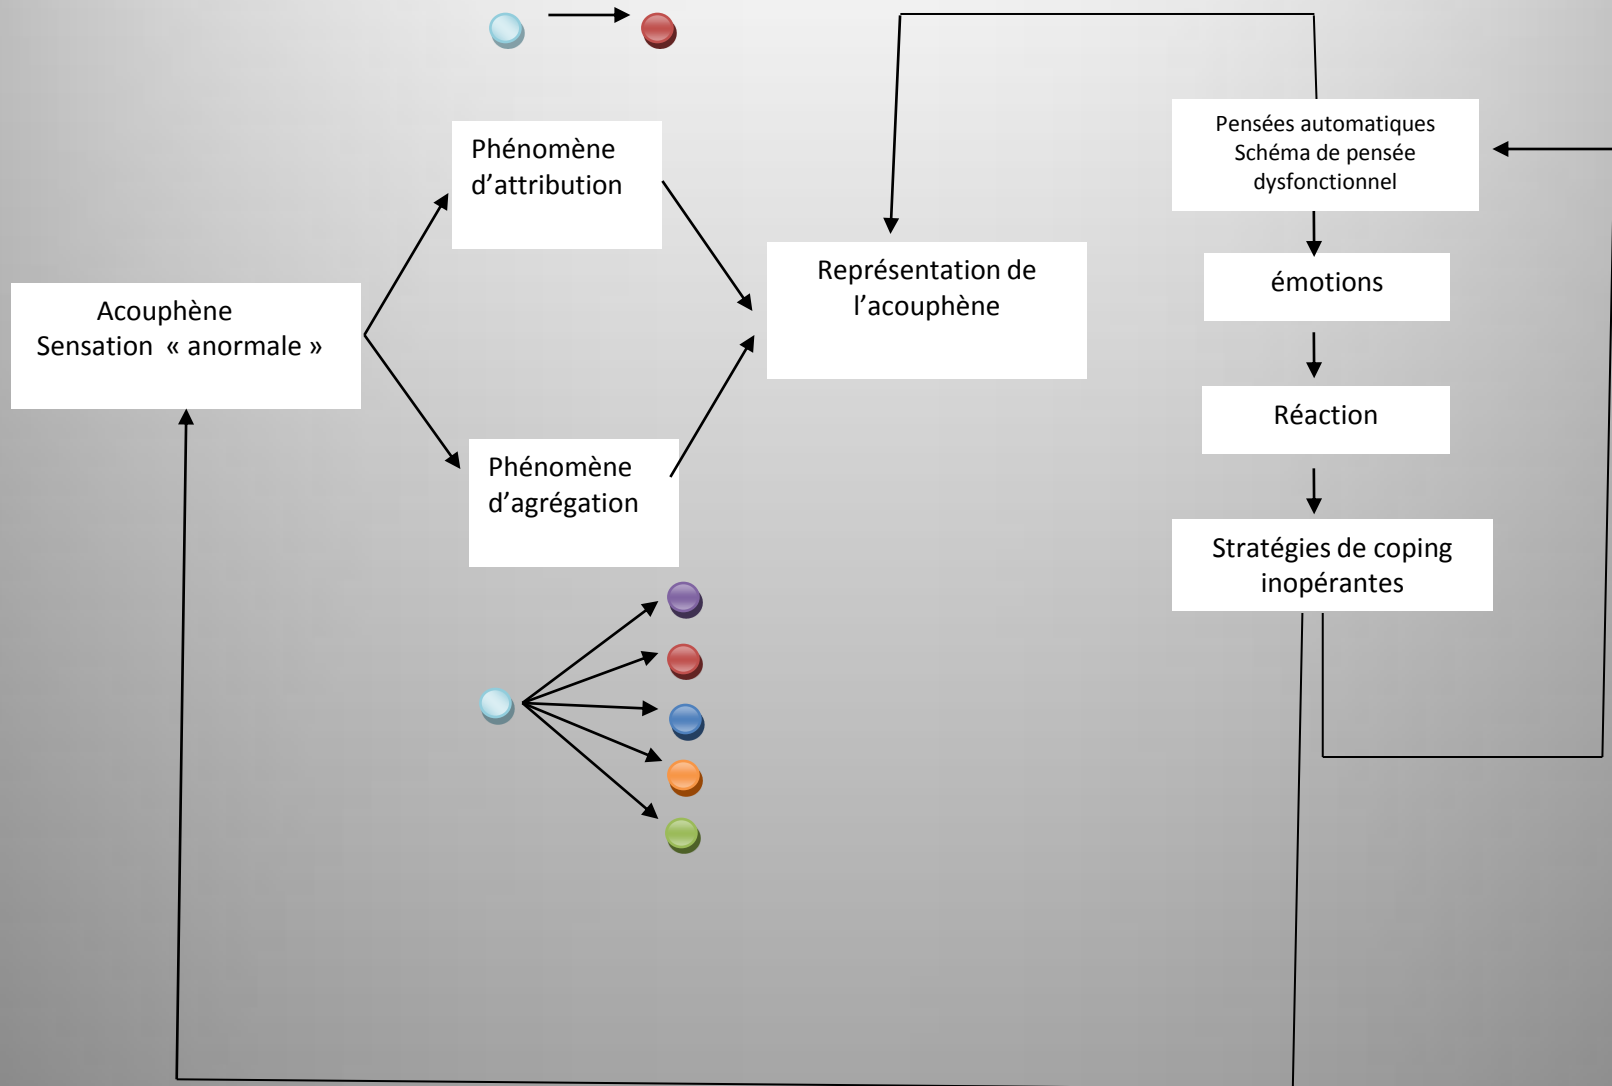 Phénomène
d’attribution
Acouphène
Sensation « anormale »
Phénomène
d’agrégation
Représentation de
l’acouphène
Pensées automatiques
Schéma de pensée
dysfonctionnel
émotions
Réaction
Stratégies de coping
inopérantes